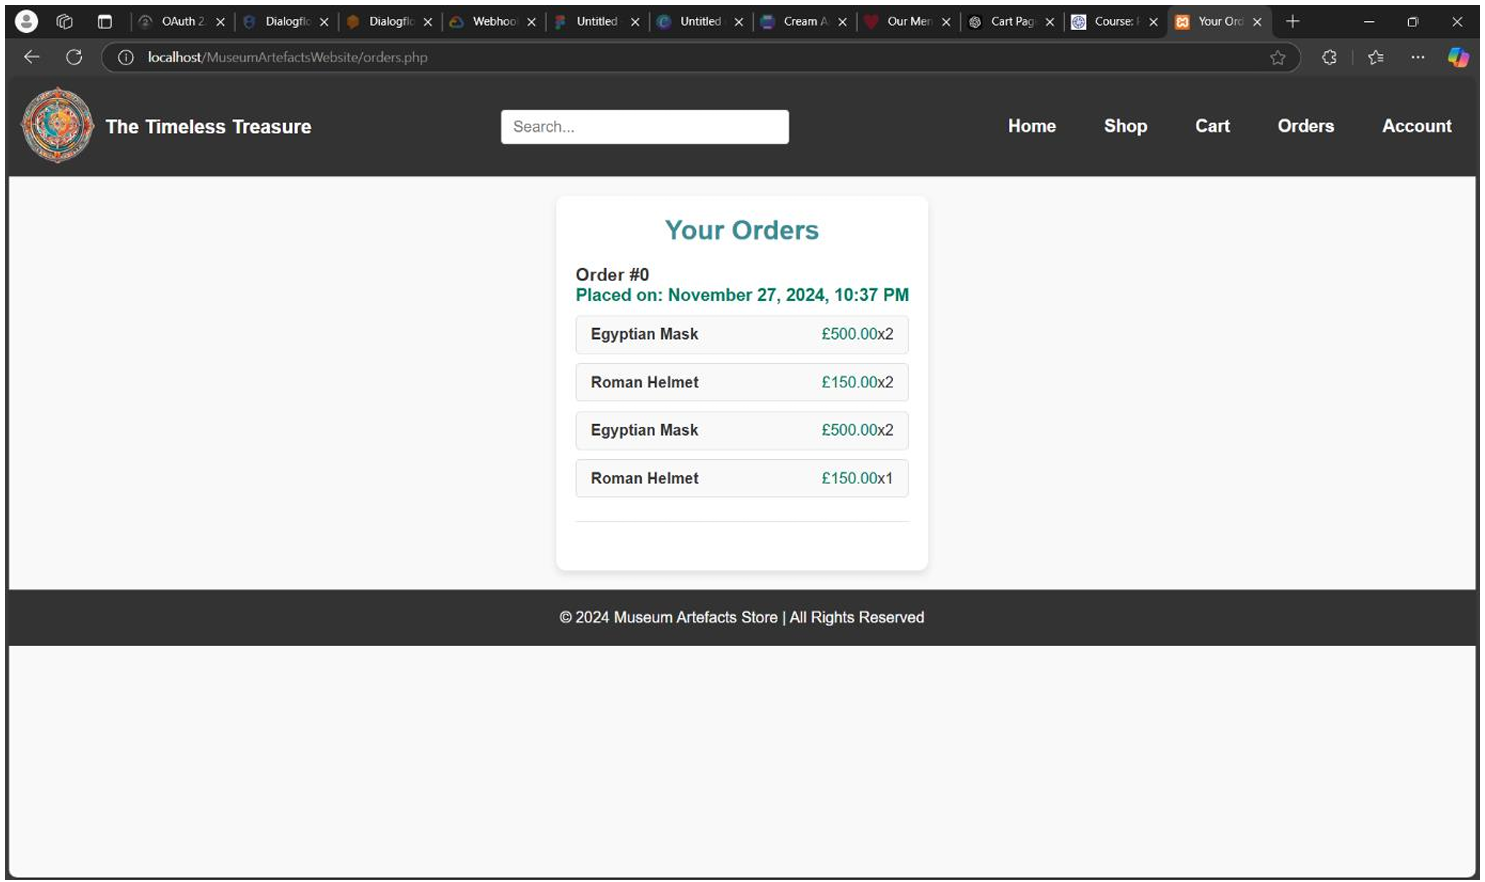 OAuth 2.
Dialogflo
Dialogflo
Webhoo
Untitled
Untitled
Cream A
Our Mer
Cart Pag
Course:
Your Ord
localhost/MuseumArtefactsWebsite/orders.php
The Timeless Treasure
Search...
Home Shop Cart Orders Account
Your Orders
Order #0
Placed on: November 27, 2024, 10:37 PM
Egyptian Mask £500.00x2
Roman Helmet £150.00x2
Egyptian Mask £500.00x2
Roman Helmet £150.00x1
© 2024 Museum Artefacts Store | All Rights Reserved